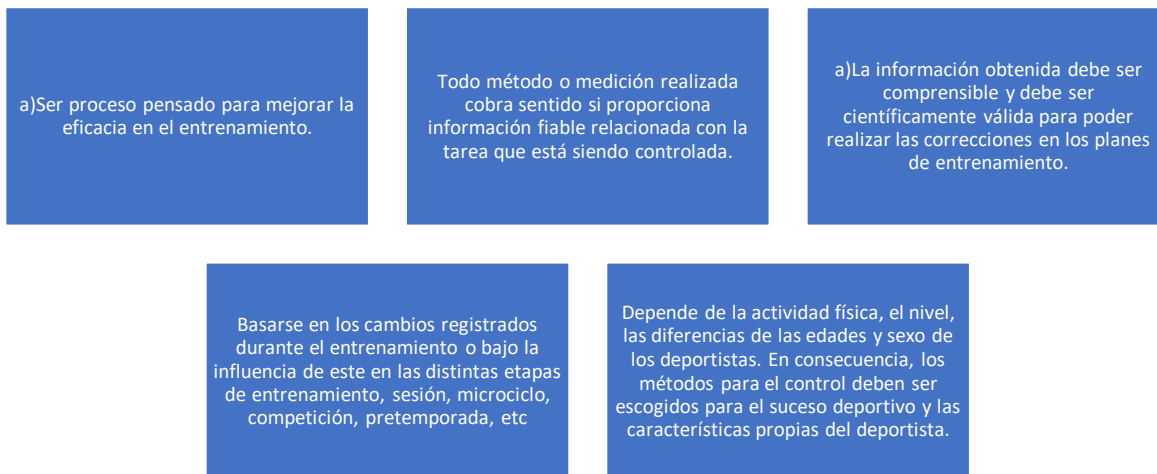 a)Ser proceso pensado para mejorar la
eficacia en el entrenamiento.
Todo método o medición realizada
cobra sentido si proporciona
información fiable relacionada con la
tarea que está siendo controlada.
a)La información obtenida debe ser
comprensible y debe ser
científicamente válida para poder
realizar las correcciones en los planes
de entrenamiento.
Basarse en los cambios registrados
durante el entrenamiento o bajo la
influencia de este en las distintas etapas
de entrenamiento, sesión, microciclo,
competición, pretemporada, etc
Depende de la actividad física, el nivel,
las diferencias de las edades y sexo de
los deportistas. En consecuencia, los
métodos para el control deben ser
escogidos para el suceso deportivo y las
características propias del deportista.